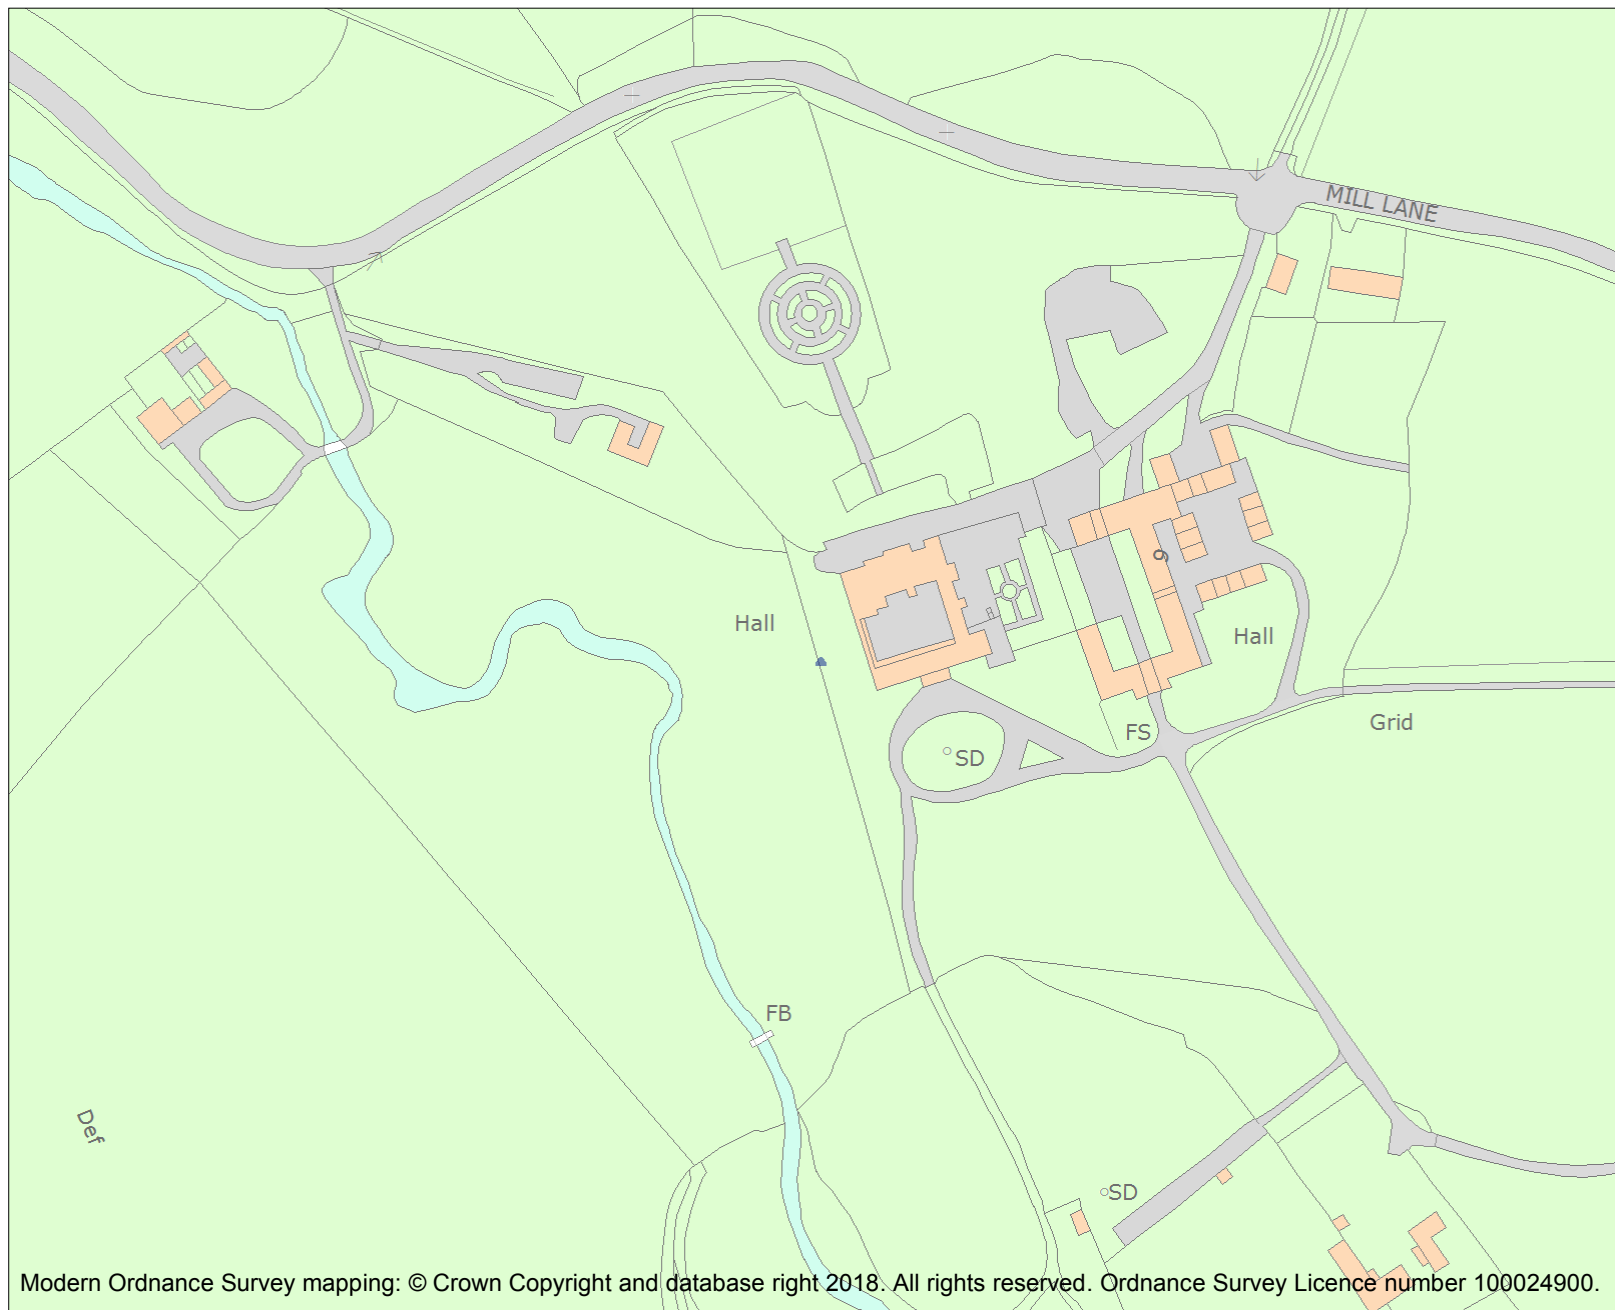 MILL LANE
9
Hall
Hall
Grid
FS
SD
FB
Def
SD
Modern Ordnance Survey mapping: © Crown Copyright and database right 2018. All rights reserved. Ordnance Survey Licence number 100024900.